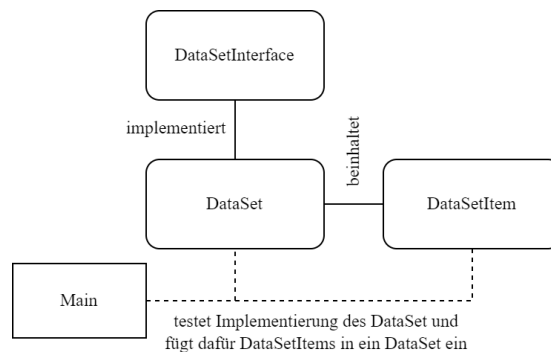 DataSetInterface
implementiert
beinhaltet
DataSet
DataSetItem
Main
testet Implementierung des DataSet und
fügt dafür DataSetItems in ein DataSet ein